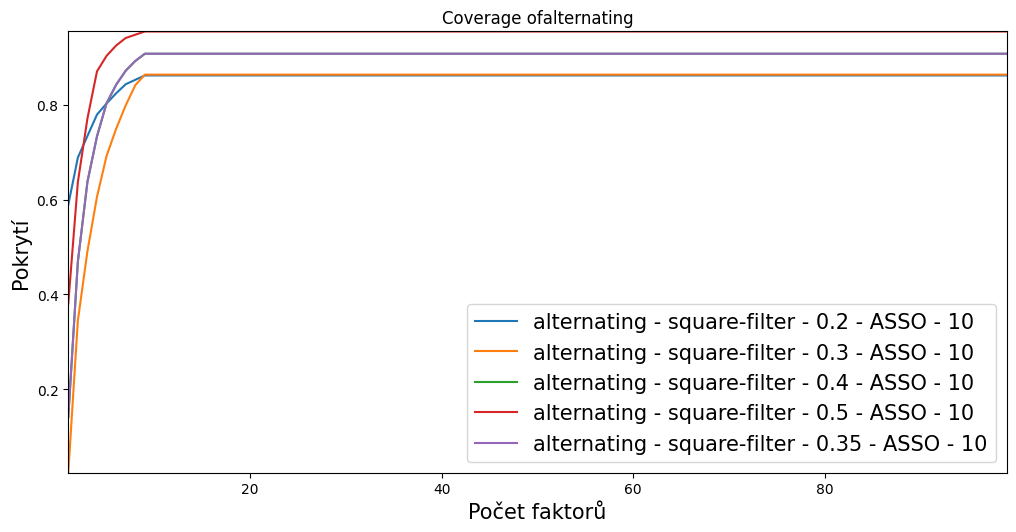 Coverage ofalternating
Pokrytí
0.8
0.6
0.4
0.2
alternating - square-filter - 0.2 - ASSO - 10
alternating - square-filter - 0.3 - ASSO - 10
alternating - square-filter - 0.4 - ASSO - 10
alternating - square-filter - 0.5 - ASSO - 10
alternating - square-filter - 0.35 - ASSO - 10
20 40 60 80
Počet faktorů